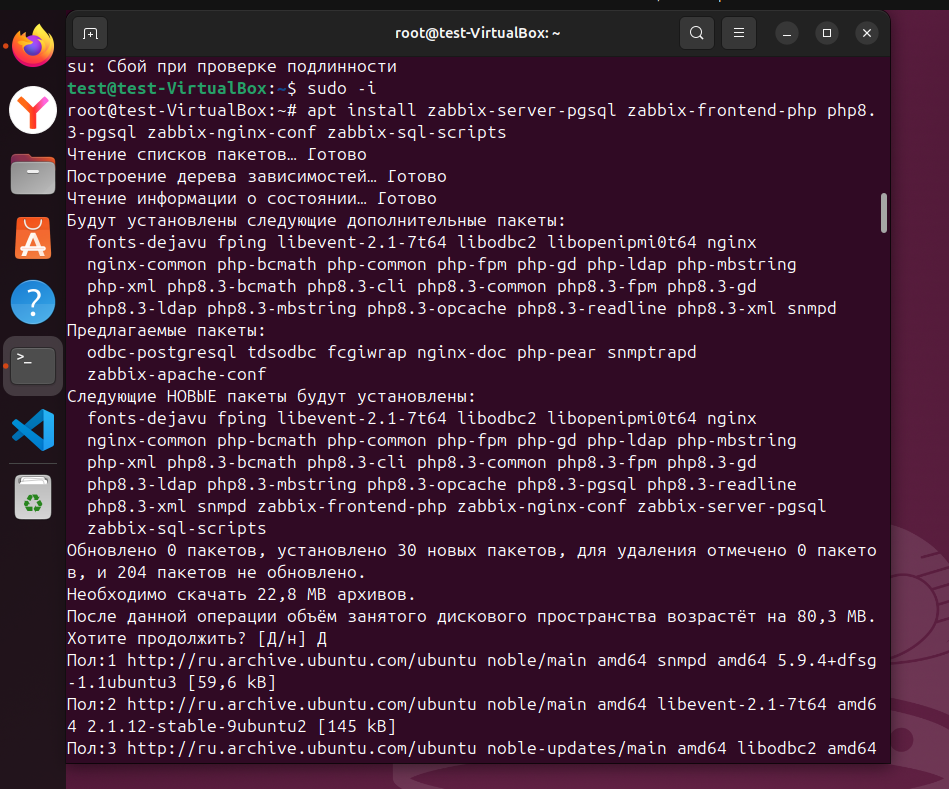 root@test-VirtualBox: ~
su: Сбой при проверке подлинности
test@test-VirtualBox:~$ sudo -i
root@test-VirtualBox:~# apt install zabbix-server-pgsql zabbix-frontend-php php8.
3-pgsql zabbix-nginx-conf zabbix-sql-scripts
Чтение списков пакетов… Готово
Построение дерева зависимостей… Готово
Чтение информации о состоянии… Готово
Будут установлены следующие дополнительные пакеты:
  fonts-dejavu fping libevent-2.1-7t64 libodbc2 libopenipmi0t64 nginx
  nginx-common php-bcmath php-common php-fpm php-gd php-ldap php-mbstring
  php-xml php8.3-bcmath php8.3-cli php8.3-common php8.3-fpm php8.3-gd
  php8.3-ldap php8.3-mbstring php8.3-opcache php8.3-readline php8.3-xml snmpd
Предлагаемые пакеты:
  odbc-postgresql tdsodbc fcgiwrap nginx-doc php-pear snmptrapd
  zabbix-apache-conf
Следующие НОВЫЕ пакеты будут установлены:
  fonts-dejavu fping libevent-2.1-7t64 libodbc2 libopenipmi0t64 nginx
  nginx-common php-bcmath php-common php-fpm php-gd php-ldap php-mbstring
  php-xml php8.3-bcmath php8.3-cli php8.3-common php8.3-fpm php8.3-gd
  php8.3-ldap php8.3-mbstring php8.3-opcache php8.3-pgsql php8.3-readline
  php8.3-xml snmpd zabbix-frontend-php zabbix-nginx-conf zabbix-server-pgsql
  zabbix-sql-scripts
Обновлено 0 пакетов, установлено 30 новых пакетов, для удаления отмечено 0 пакето
в, и 204 пакетов не обновлено.
Необходимо скачать 22,8 MB архивов.
После данной операции объём занятого дискового пространства возрастёт на 80,3 MB.
Хотите продолжить? [Д/н] Д
Пол:1 http://ru.archive.ubuntu.com/ubuntu noble/main amd64 snmpd amd64 5.9.4+dfsg
-1.1ubuntu3 [59,6 kB]
Пол:2 http://ru.archive.ubuntu.com/ubuntu noble/main amd64 libevent-2.1-7t64 amd6
4 2.1.12-stable-9ubuntu2 [145 kB]
Пол:3 http://ru.archive.ubuntu.com/ubuntu noble-updates/main amd64 libodbc2 amd64